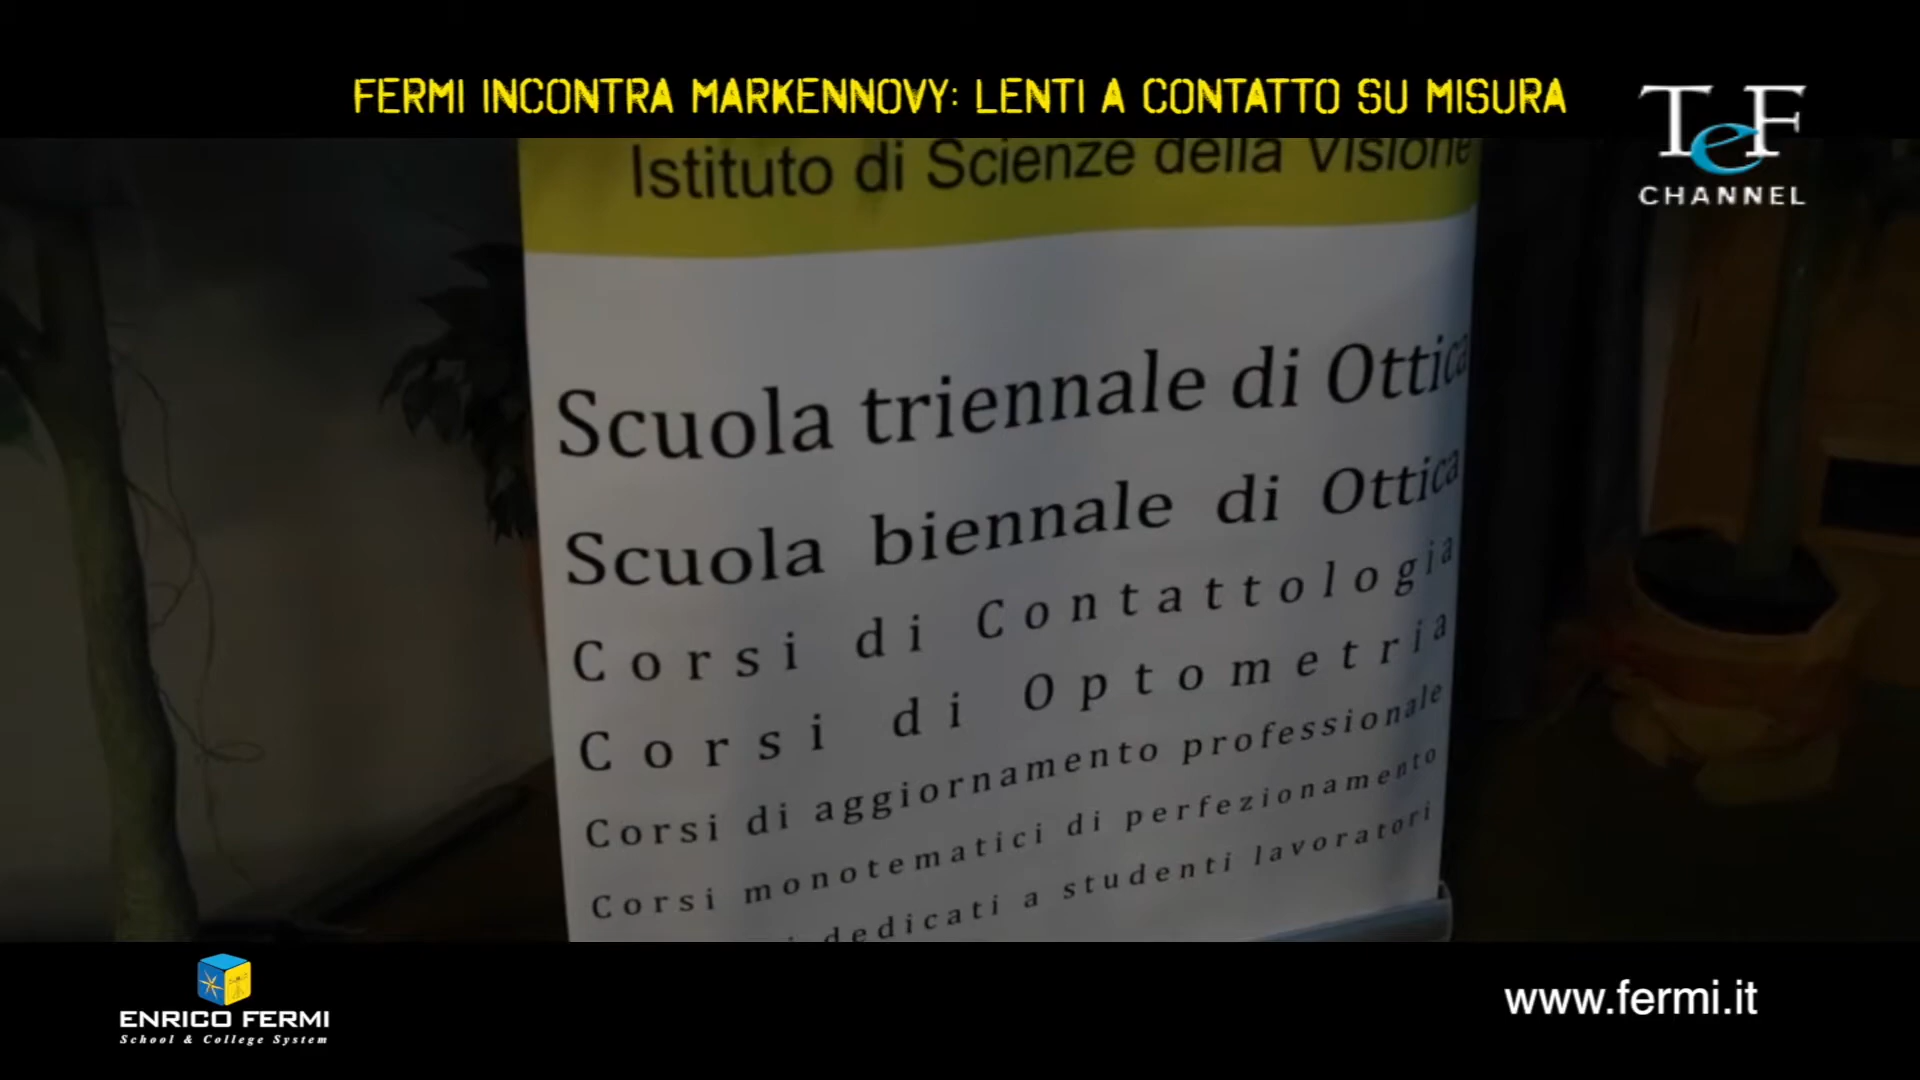 FERMI INCONTRA MARKENNOVY: LENTI A CONTATTO SU MISURA
TeF
CHANNEL
Istituto di Scienze della Visione
Scuola triennale di Ottica
Scuola biennale di Ottica
Corsi di Contattologia
Corsi di Optometria
Corsi di aggiornamento professionale
Corsi monotematici di perfezionamento
dedicati a studenti lavoratori
ENRICO FERMI
School & College System
www.fermi.it